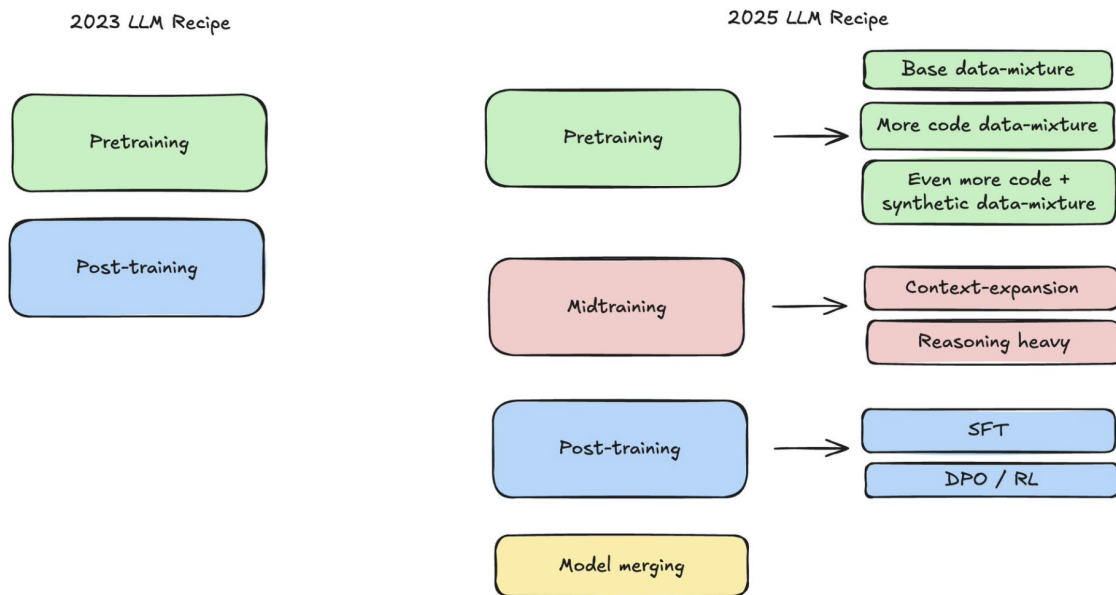 2023 LLM Recipe
Pretraining
Post-training
2025 LLM Recipe
Pretraining
Base data-mixture
More code data-mixture
Even more code +
synthetic data-mixture
Midtraining
Context-expansion
Reasoning heavy
Post-training
SFT
DPO / RL
Model merging